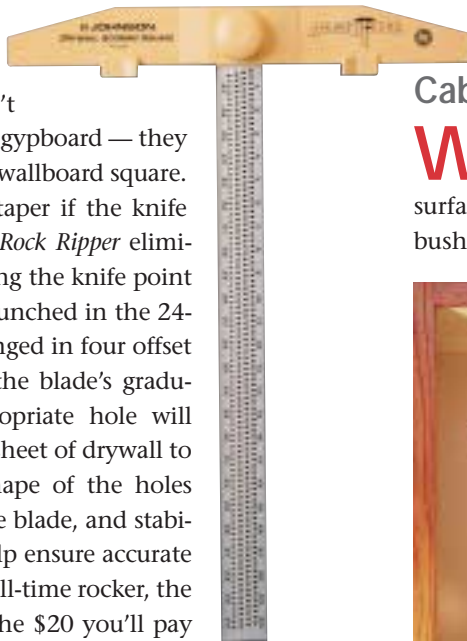 JOHNSON
't
gypboard — they
wallboard square.
taper if the knife
Rock Ripper elimi-
ng the knife point
unched in the 24-
nged in four offset
the blade's gradu-
opriate hole will
sheet of drywall to
hape of the holes
e blade, and stabi-
lp ensure accurate
ll-time rocker, the
he $20 you'll pay
Cab
W
surfa
bush